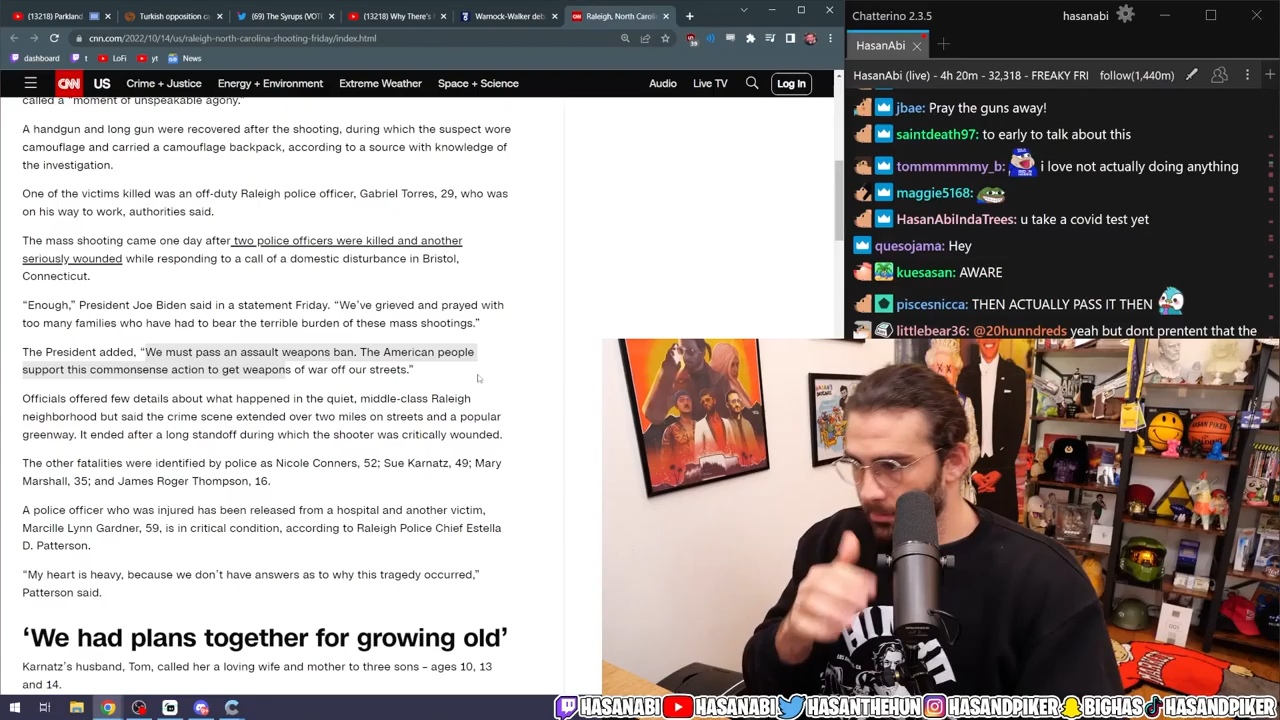 (13218) Parkland
Turkish opposition ca
(69) The Syrups (VOT
(13218) Why There's
Warnock-Walker deb
Raleigh, North Carolin
cnn.com/2022/10/14/us/raleigh-north-carolina-shooting-friday/index.html
dashboard
t
LoFi
yt
News
CNN
US
Crime + Justice
Energy + Environment
Extreme Weather
Space + Science
Audio
Live TV
Log In
called a “moment of unspeakable agony.”
A handgun and long gun were recovered after the shooting, during which the suspect wore
camouflage and carried a camouflage backpack, according to a source with knowledge of
the investigation.
One of the victims killed was an off-duty Raleigh police officer, Gabriel Torres, 29, who was
on his way to work, authorities said.
The mass shooting came one day after two police officers were killed and another
seriously wounded while responding to a call of a domestic disturbance in Bristol,
Connecticut.
“Enough,” President Joe Biden said in a statement Friday. “We’ve grieved and prayed with
too many families who have had to bear the terrible burden of these mass shootings.”
The President added, “We must pass an assault weapons ban. The American people
support this commonsense action to get weapons of war off our streets.”
Officials offered few details about what happened in the quiet, middle-class Raleigh
neighborhood but said the crime scene extended over two miles on streets and a popular
greenway. It ended after a long standoff during which the shooter was critically wounded.
The other fatalities were identified by police as Nicole Conners, 52; Sue Karnatz, 49; Mary
Marshall, 35; and James Roger Thompson, 16.
A police officer who was injured has been released from a hospital and another victim,
Marcille Lynn Gardner, 59, is in critical condition, according to Raleigh Police Chief Estella
D. Patterson.
“My heart is heavy, because we don’t have answers as to why this tragedy occurred,”
Patterson said.
‘We had plans together for growing old’
Karnatz’s husband, Tom, called her a loving wife and mother to three sons – ages 10, 13
and 14.
Chatterino 2.3.5
hasanabi
HasanAbi
HasanAbi (live) - 4h 20m - 32,318 - FREAKY FRI
follow(1,440m)
jbae: Pray the guns away!
saintdeath97: to early to talk about this
tommmmmmy_b: i love not actually doing anything
maggie5168:
HasanAbIndaTrees: u take a covid test yet
quesojama: Hey
kuesasan: AWARE
piscesnicca: THEN ACTUALLY PASS IT THEN
littlebear36: @20hunndreds yeah but dont prentent that the
HASANABI
HASANABI
HASANTHEHUN
HASANDPIKER
BIGHAS
HASANDPIKER